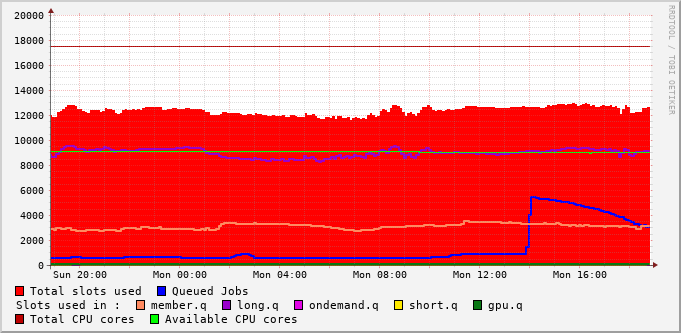 RRDTOOL / TOBI OETIKER
20000
18000
16000
14000
12000
10000
8000
6000
4000
2000
0
Sun 20:00 Mon 00:00 Mon 04:00 Mon 08:00 Mon 12:00 Mon 16:00
Total slots used Queued Jobs
Slots used in : member.q long.q ondemand.q short.q gpu.q
Total CPU cores Available CPU cores